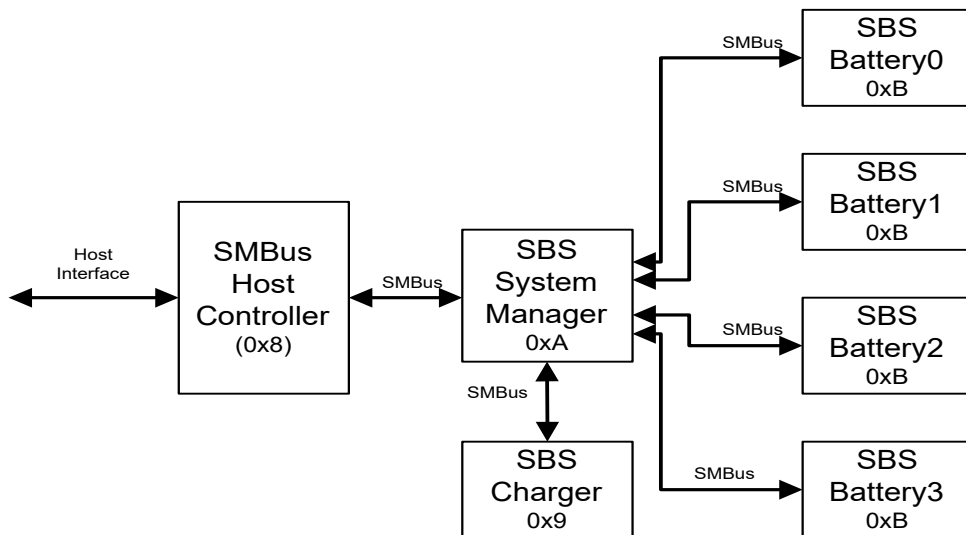 Host
Interface
SMBus
Host
Controller
(0x8)
SMBus
SBS
System
Manager
0xA
SMBus
SBS
Charger
0x9
SMBus
SBS
Battery0
0xB
SMBus
SBS
Battery1
0xB
SMBus
SBS
Battery2
0xB
SMBus
SBS
Battery3
0xB